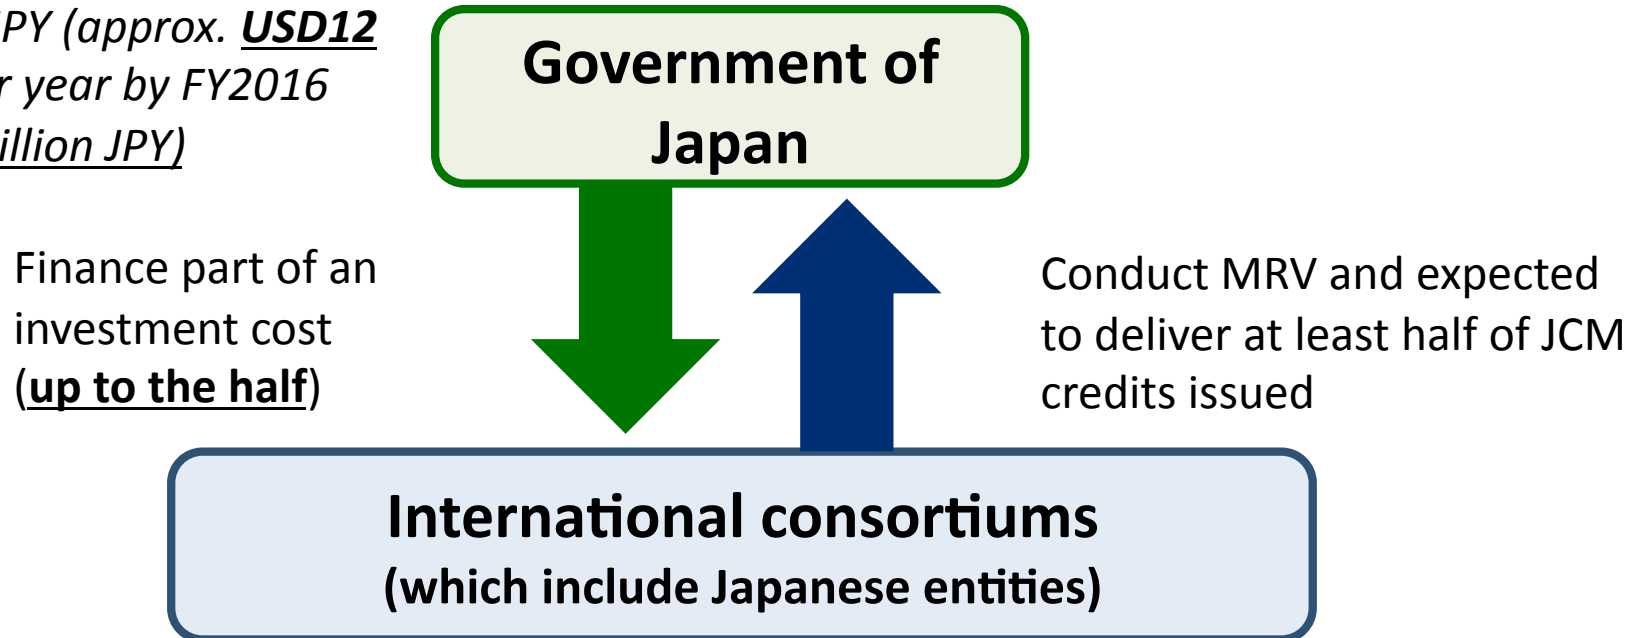 JPY (approx. USD12
year by FY2016
JPY)
Government of
Japan
Finance part of an
investment cost
(up to the half)
Conduct MRV and expected
to deliver at least half of JCM
credits issued
International consortiums
(which include Japanese entities)